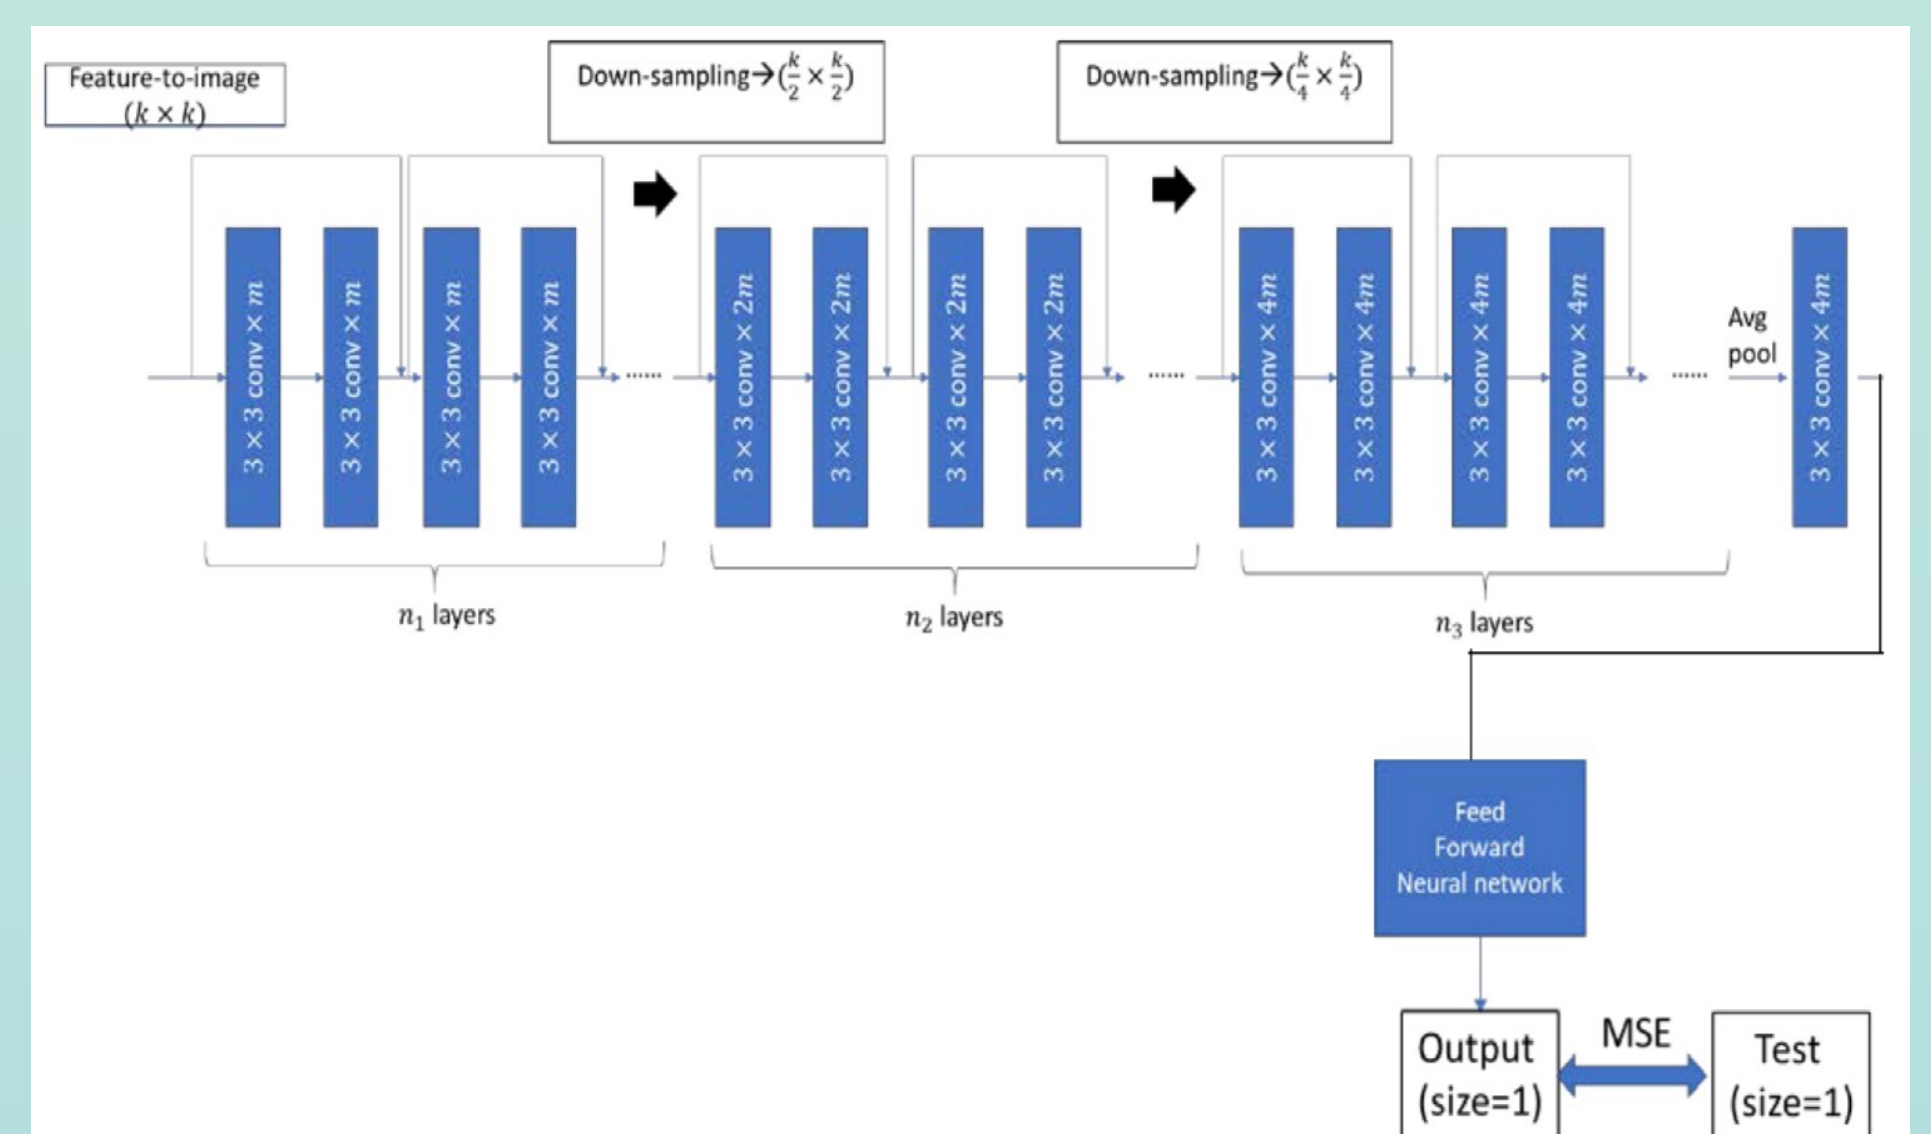 Feature-to-image
(k × k)
Down-sampling→(k/2 × k/2)
Down-sampling→(k/4 × k/4)
3 × 3 conv × m
3 × 3 conv × m
3 × 3 conv × m
3 × 3 conv × m
......
3 × 3 conv × 2m
3 × 3 conv × 2m
3 × 3 conv × 2m
3 × 3 conv × 2m
......
3 × 3 conv × 4m
3 × 3 conv × 4m
3 × 3 conv × 4m
3 × 3 conv × 4m
......
Avg
pool
3 × 3 conv × 4m
n₁ layers
n₂ layers
n₃ layers
Feed
Forward
Neural network
Output
(size=1)
MSE
Test
(size=1)